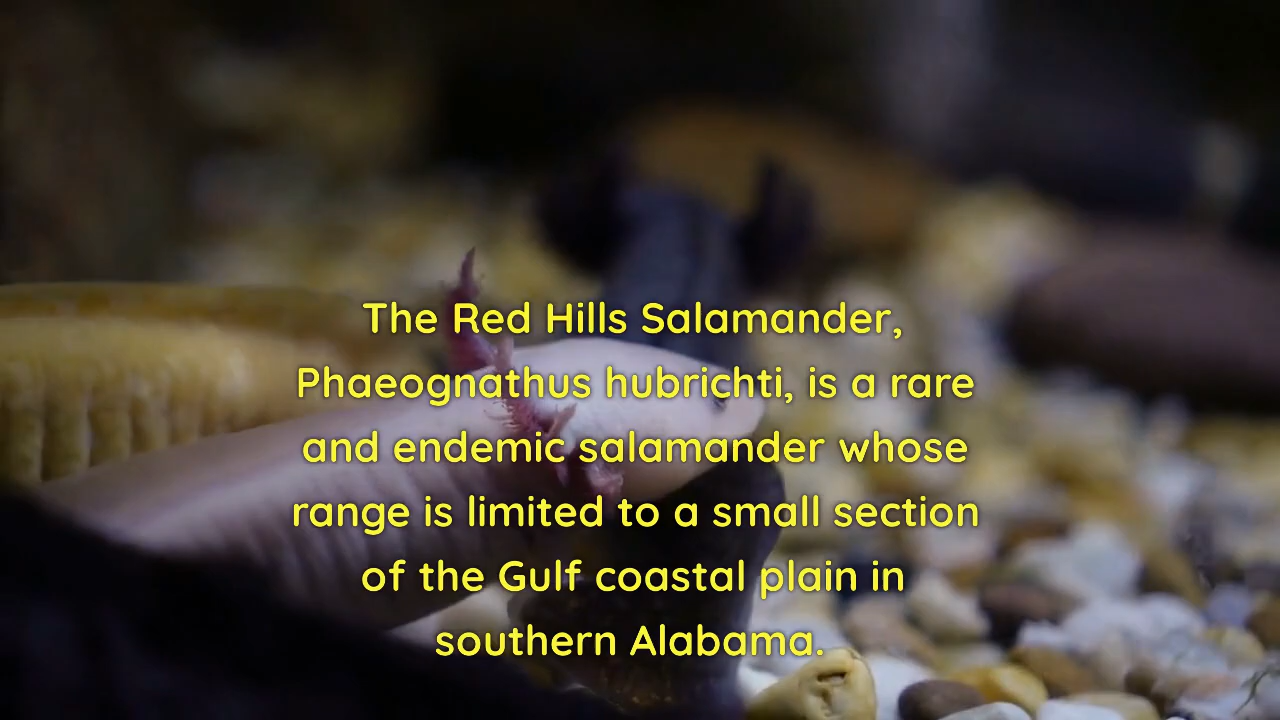 The Red Hills Salamander,
Phaeognathus hubrichti, is a rare
and endemic salamander whose
range is limited to a small section
of the Gulf coastal plain in
southern Alabama.